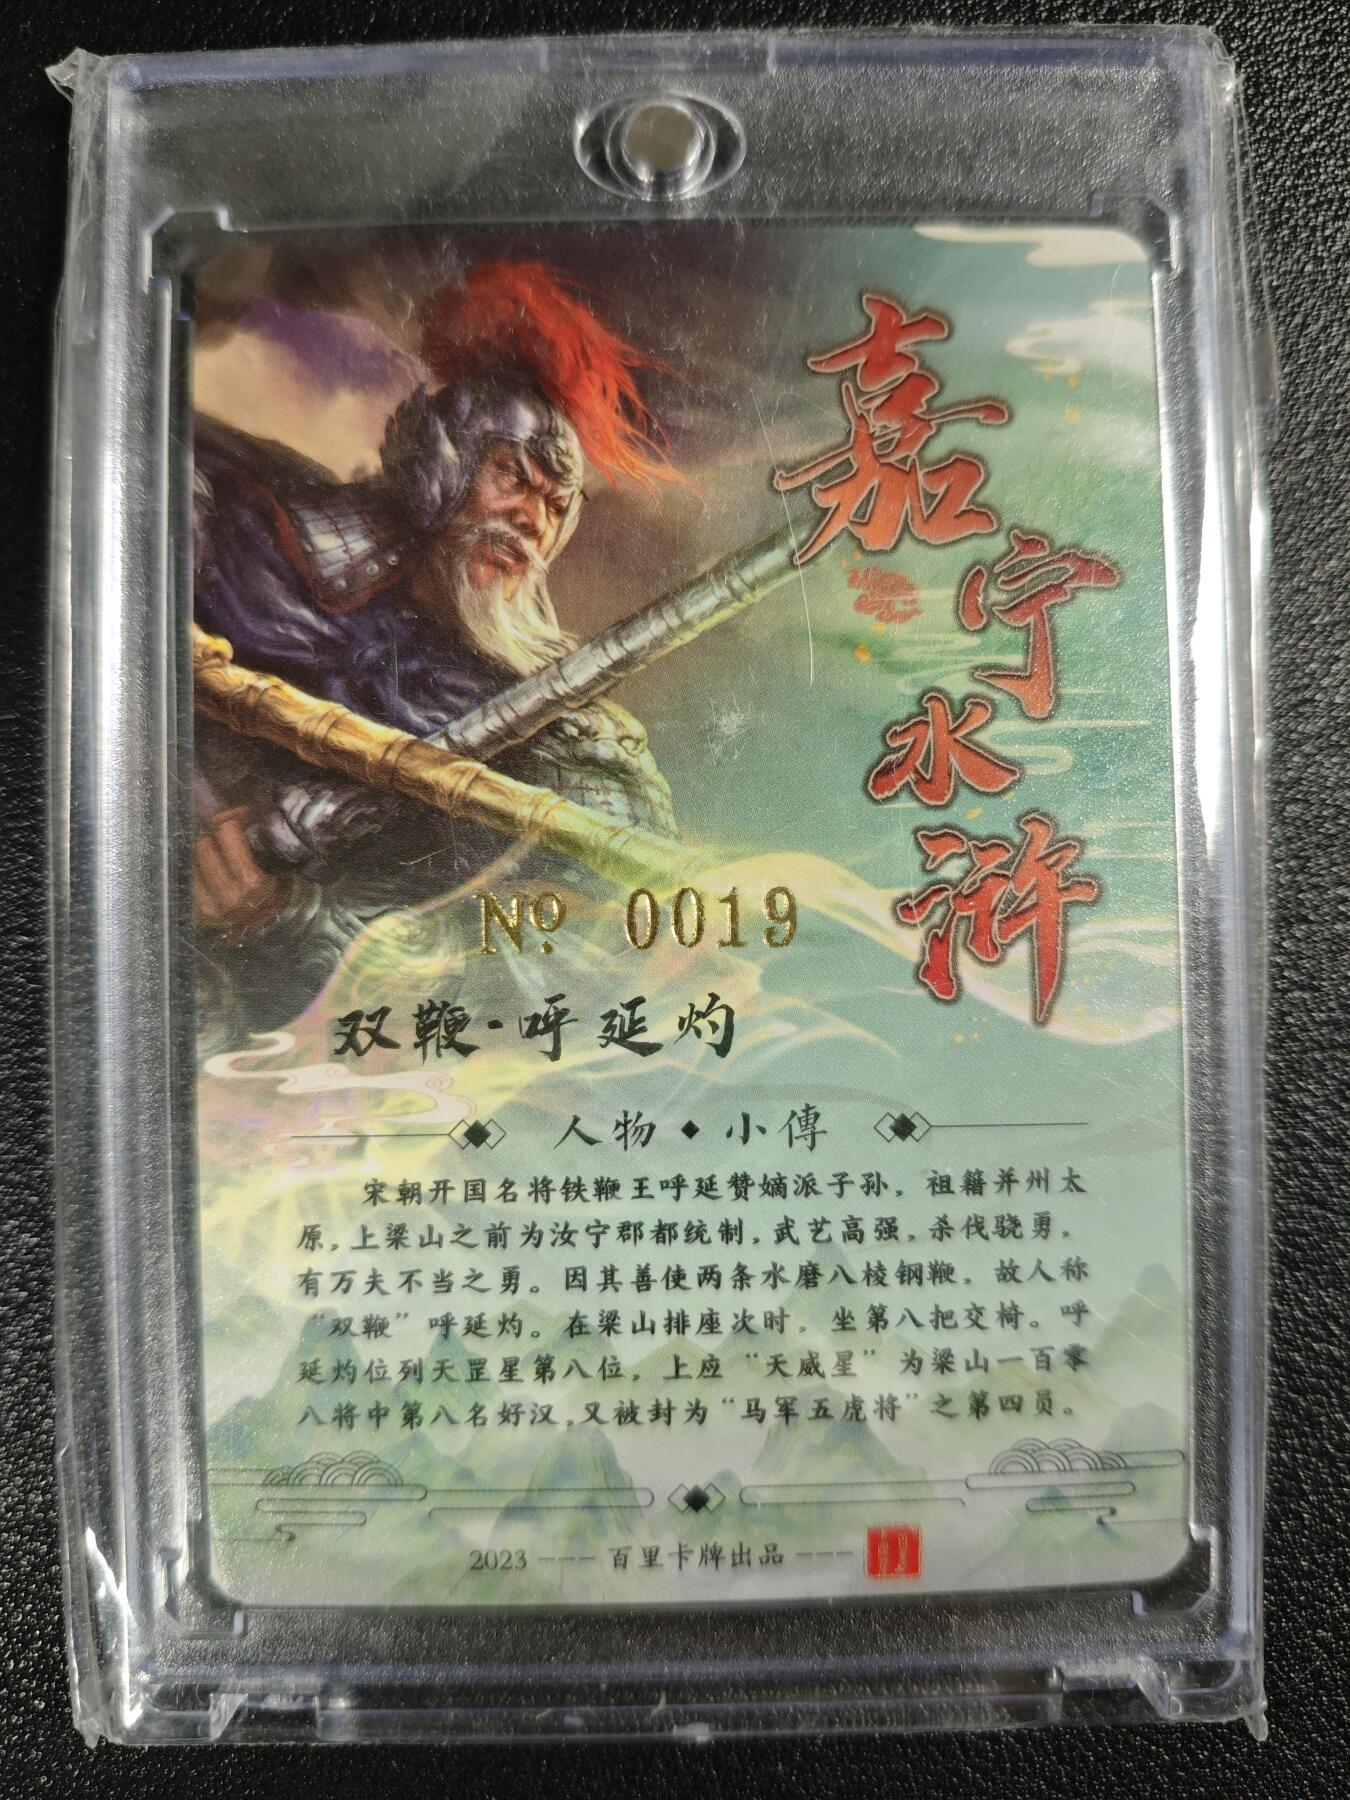 嘉宁水浒
No. 0019
双鞭·呼延灼
人物◆小傳
宋朝开国名将铁鞭王呼延赞嫡派子孙，祖籍并州太
原，上梁山之前为汝宁郡都统制，武艺高强，杀伐骁勇，
有万夫不当之勇。因其善使两条水磨八棱钢鞭，故人称
“双鞭”呼延灼。在梁山排座次时，坐第八把交椅。呼
延灼位列天罡星第八位，上应“天威星”为梁山一百零
八将中第八名好汉，又被封为“马军五虎将”之第四员。
2023 --- 百里卡牌出品 ---